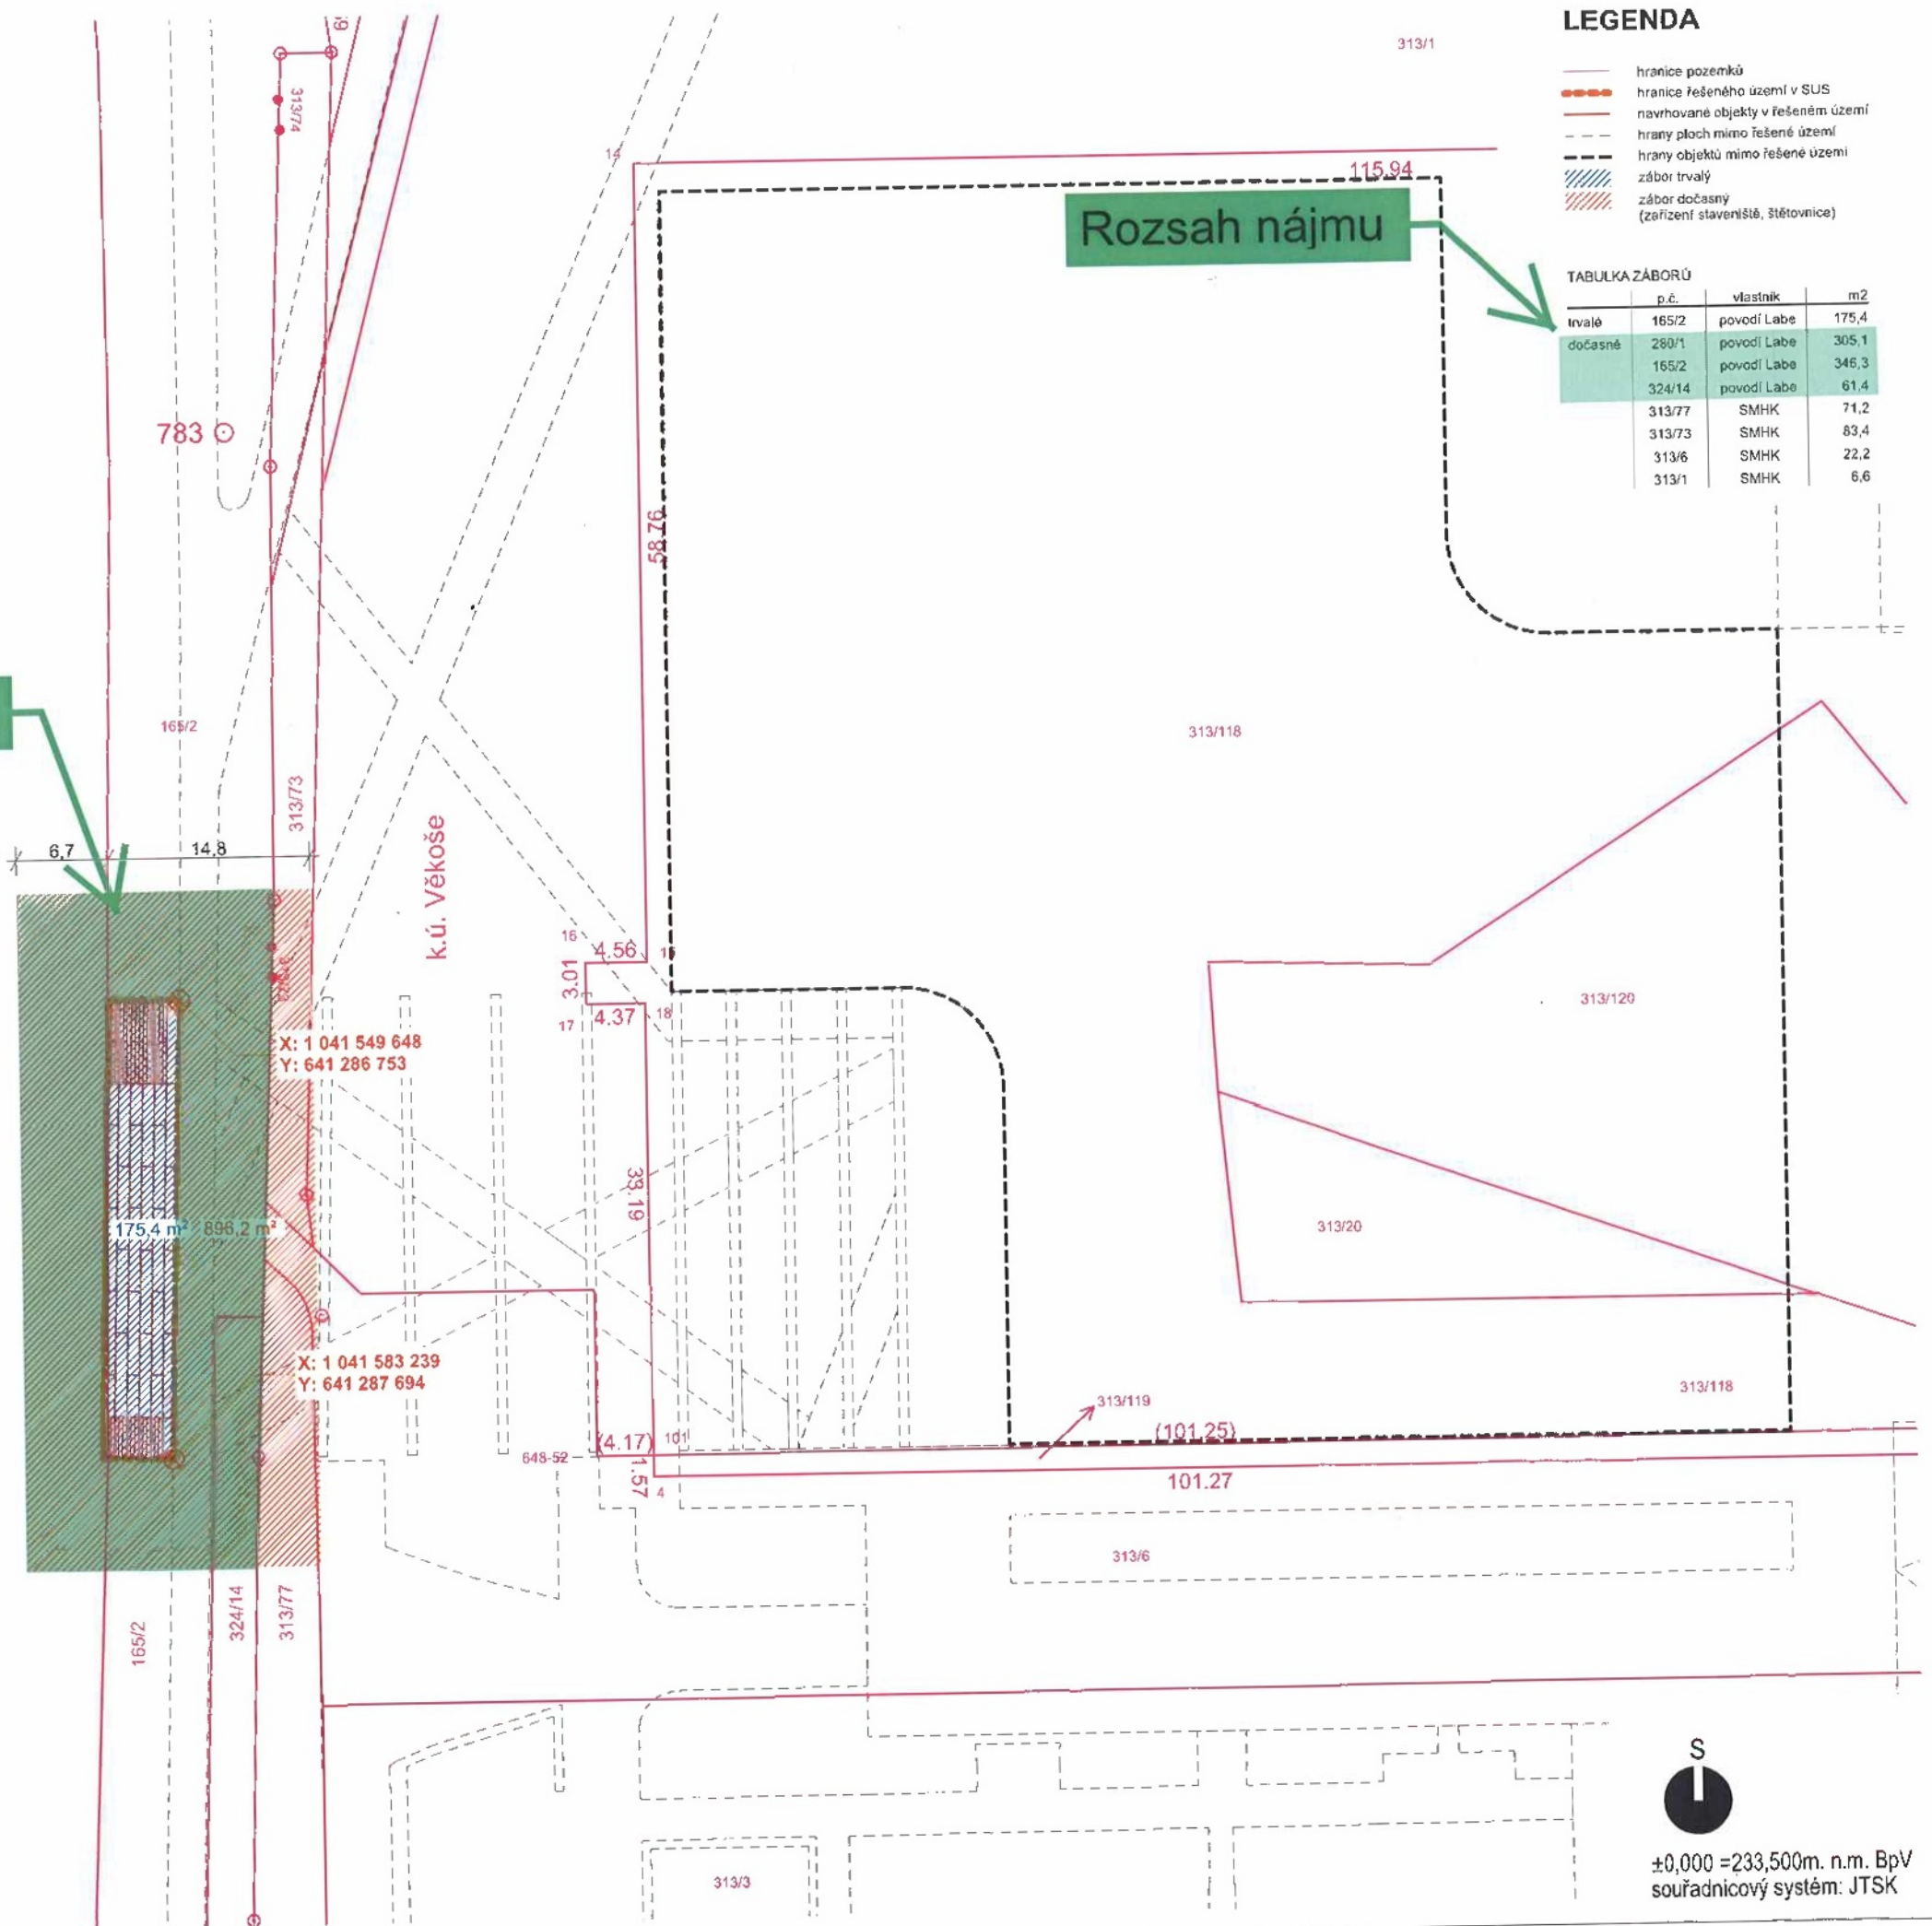 LEGENDA
hranice pozemků
hranice řešeného území v SUS
navrhované objekty v řešeném území
hrany ploch mimo řešené území
hrany objektů mimo řešené území
zábor trvalý
zábor dočasný
(zařízení staveniště, štětovnice)
TABULKA ZÁBORŮ
p.č. vlastník m2
trvalé 165/2 povodí Labe 175,4
dočasné 280/1 povodí Labe 305,1
165/2 povodí Labe 346,3
324/14 povodí Labe 61,4
313/77 SMHK 71,2
313/73 SMHK 83,4
313/6 SMHK 22,2
313/1 SMHK 6,6
313/1
313/74
14
115.94
Rozsah nájmu
783
58.76
165/2
313/73
313/118
6,7
14,8
k.ú. Věkoše
16
4.56
3.01
4.37
17
18
313/120
X: 1 041 549 648
Y: 641 286 753
33.19
175,4 m²
896,2 m²
313/20
X: 1 041 583 239
Y: 641 287 694
313/118
313/119
(4.17)
101
(101.25)
648-52
1.57
4
101.27
313/6
165/2
324/14
313/77
313/3
S
±0,000 =233,500m. n.m. BpV
souřadnicový systém: JTSK